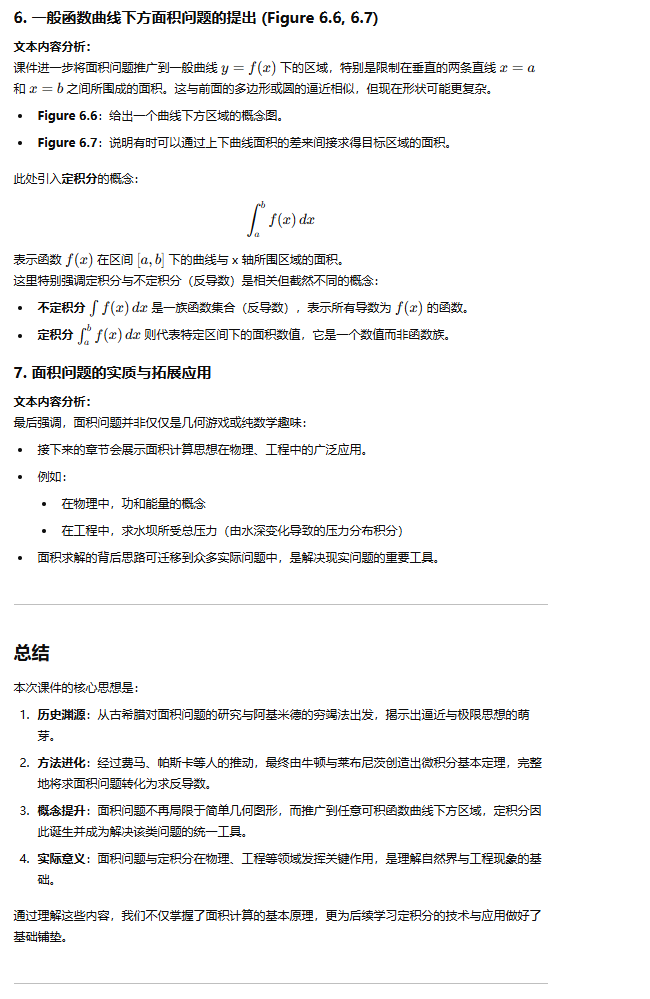 6. 一般函数曲线下方面积问题的提出 (Figure 6.6, 6.7)
文本内容分析：
课件进一步将面积问题推广到一般曲线 y = f(x) 下的区域，特别是限制在垂直的两条直线 x = a
和 x = b 之间所围成的面积。这与前面的多边形或圆的逼近相似，但现在形状可能更复杂。
• Figure 6.6：给出一个曲线下方区域的概念图。
• Figure 6.7：说明有时可以通过上下曲线面积的差来间接求得目标区域的面积。
此处引入定积分的概念：
∫_a^b f(x) dx
表示函数 f(x) 在区间 [a, b] 下的曲线与 x 轴所围区域的面积。
这里特别强调定积分与不定积分（反导数）是相关但截然不同的概念：
• 不定积分 ∫ f(x) dx 是一族函数集合（反导数），表示所有导数为 f(x) 的函数。
• 定积分 ∫_a^b f(x) dx 则代表特定区间下的面积数值，它是一个数值而非函数族。
7. 面积问题的实质与拓展应用
文本内容分析：
最后强调，面积问题并非仅仅是几何游戏或纯数学趣味：
• 接下来的章节会展示面积计算思想在物理、工程中的广泛应用。
• 例如：
• 在物理中，功和能量的概念
• 在工程中，求水坝所受总压力（由水深变化导致的压力分布积分）
• 面积求解的背后思路可迁移到众多实际问题中，是解决现实问题的重要工具。
总结
本次课件的核心思想是：
1. 历史渊源：从古希腊对面积问题的研究与阿基米德的穷竭法出发，揭示出逼近与极限思想的萌
芽。
2. 方法进化：经过费马、帕斯卡等人的推动，最终由牛顿与莱布尼茨创造出微积分基本定理，完整
地将求面积问题转化为求反导数。
3. 概念提升：面积问题不再局限于简单几何图形，而推广到任意可积函数曲线下方区域，定积分因
此诞生并成为解决该类问题的统一工具。
4. 实际意义：面积问题与定积分在物理、工程等领域发挥关键作用，是理解自然界与工程现象的基
础。
通过理解这些内容，我们不仅掌握了面积计算的基本原理，更为后续学习定积分的技术与应用做好了
基础铺垫。